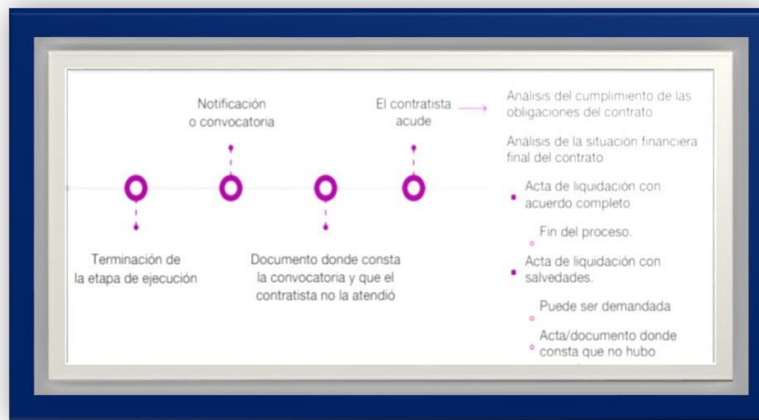 Notificación
o convocatoria
El contratista
acude
Terminación de
la etapa de ejecución
Documento donde consta
la convocatoria y que el
contratista no la atendió
Análisis del cumplimiento de las
obligaciones del contrato
Análisis de la situación financiera
final del contrato
Acta de liquidación con
acuerdo completo
Fin del proceso.
Acta de liquidación con
salvedades.
Puede ser demandada
Acta/documento donde
consta que no hubo